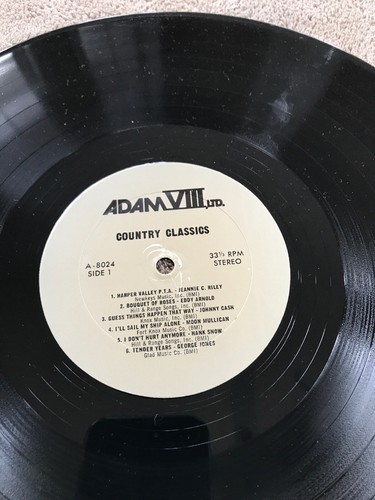 ADAM VIII, LTD.
COUNTRY CLASSICS
A-8024 33⅓ RPM
SIDE 1 STEREO
1. HARPER VALLEY P.T.A. - JEANNIE C. RILEY
Newkeys Music, Inc. (BMI)
2. BOUQUET OF ROSES - EDDY ARNOLD
Hill & Range Songs, Inc. (BMI)
3. GUESS THINGS HAPPEN THAT WAY - JOHNNY CASH
Knox Music, Inc. (BMI)
4. I'LL SAIL MY SHIP ALONE - MOON MULLIGAN
Fort Knox Music Co. (BMI)
5. I DON'T HURT ANYMORE - HANK SNOW
Hill & Range Songs, Inc. (BMI)
6. TENDER YEARS - GEORGE JONES
Glad Music Co. (BMI)